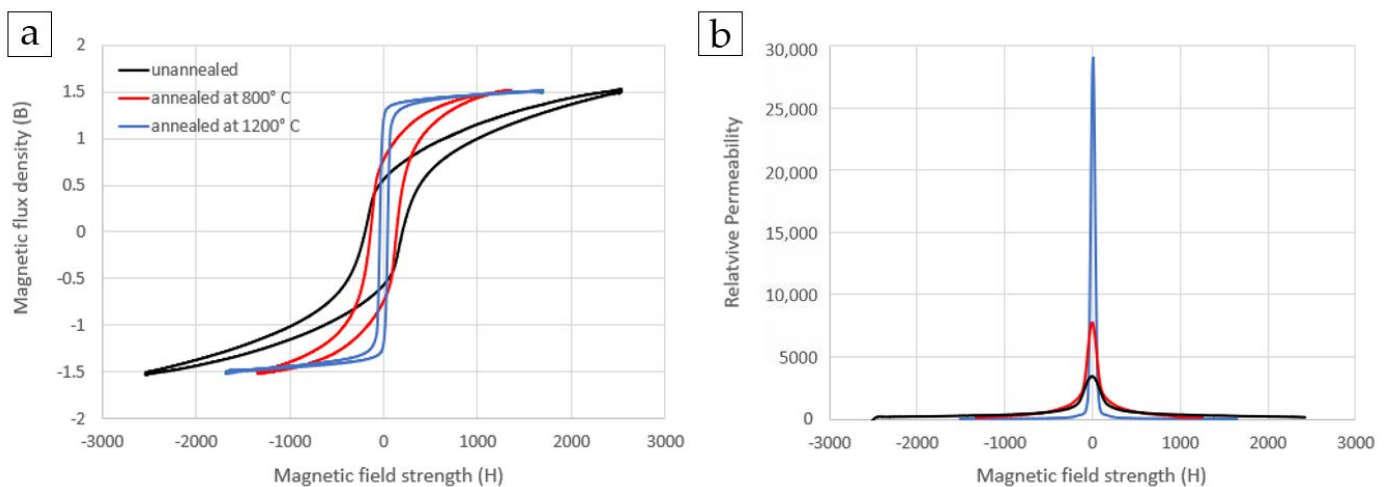 a
2
1.5
1
0.5
0
-0.5
-1
-1.5
-2
Magnetic flux density (B)
unannealed
annealed at 800° C
annealed at 1200° C
-3000 -2000 -1000 0 1000 2000 3000
Magnetic field strength (H)
b
30,000
25,000
20,000
15,000
10,000
5000
0
Relatvive Permeability
-3000 -2000 -1000 0 1000 2000 3000
Magnetic field strength (H)